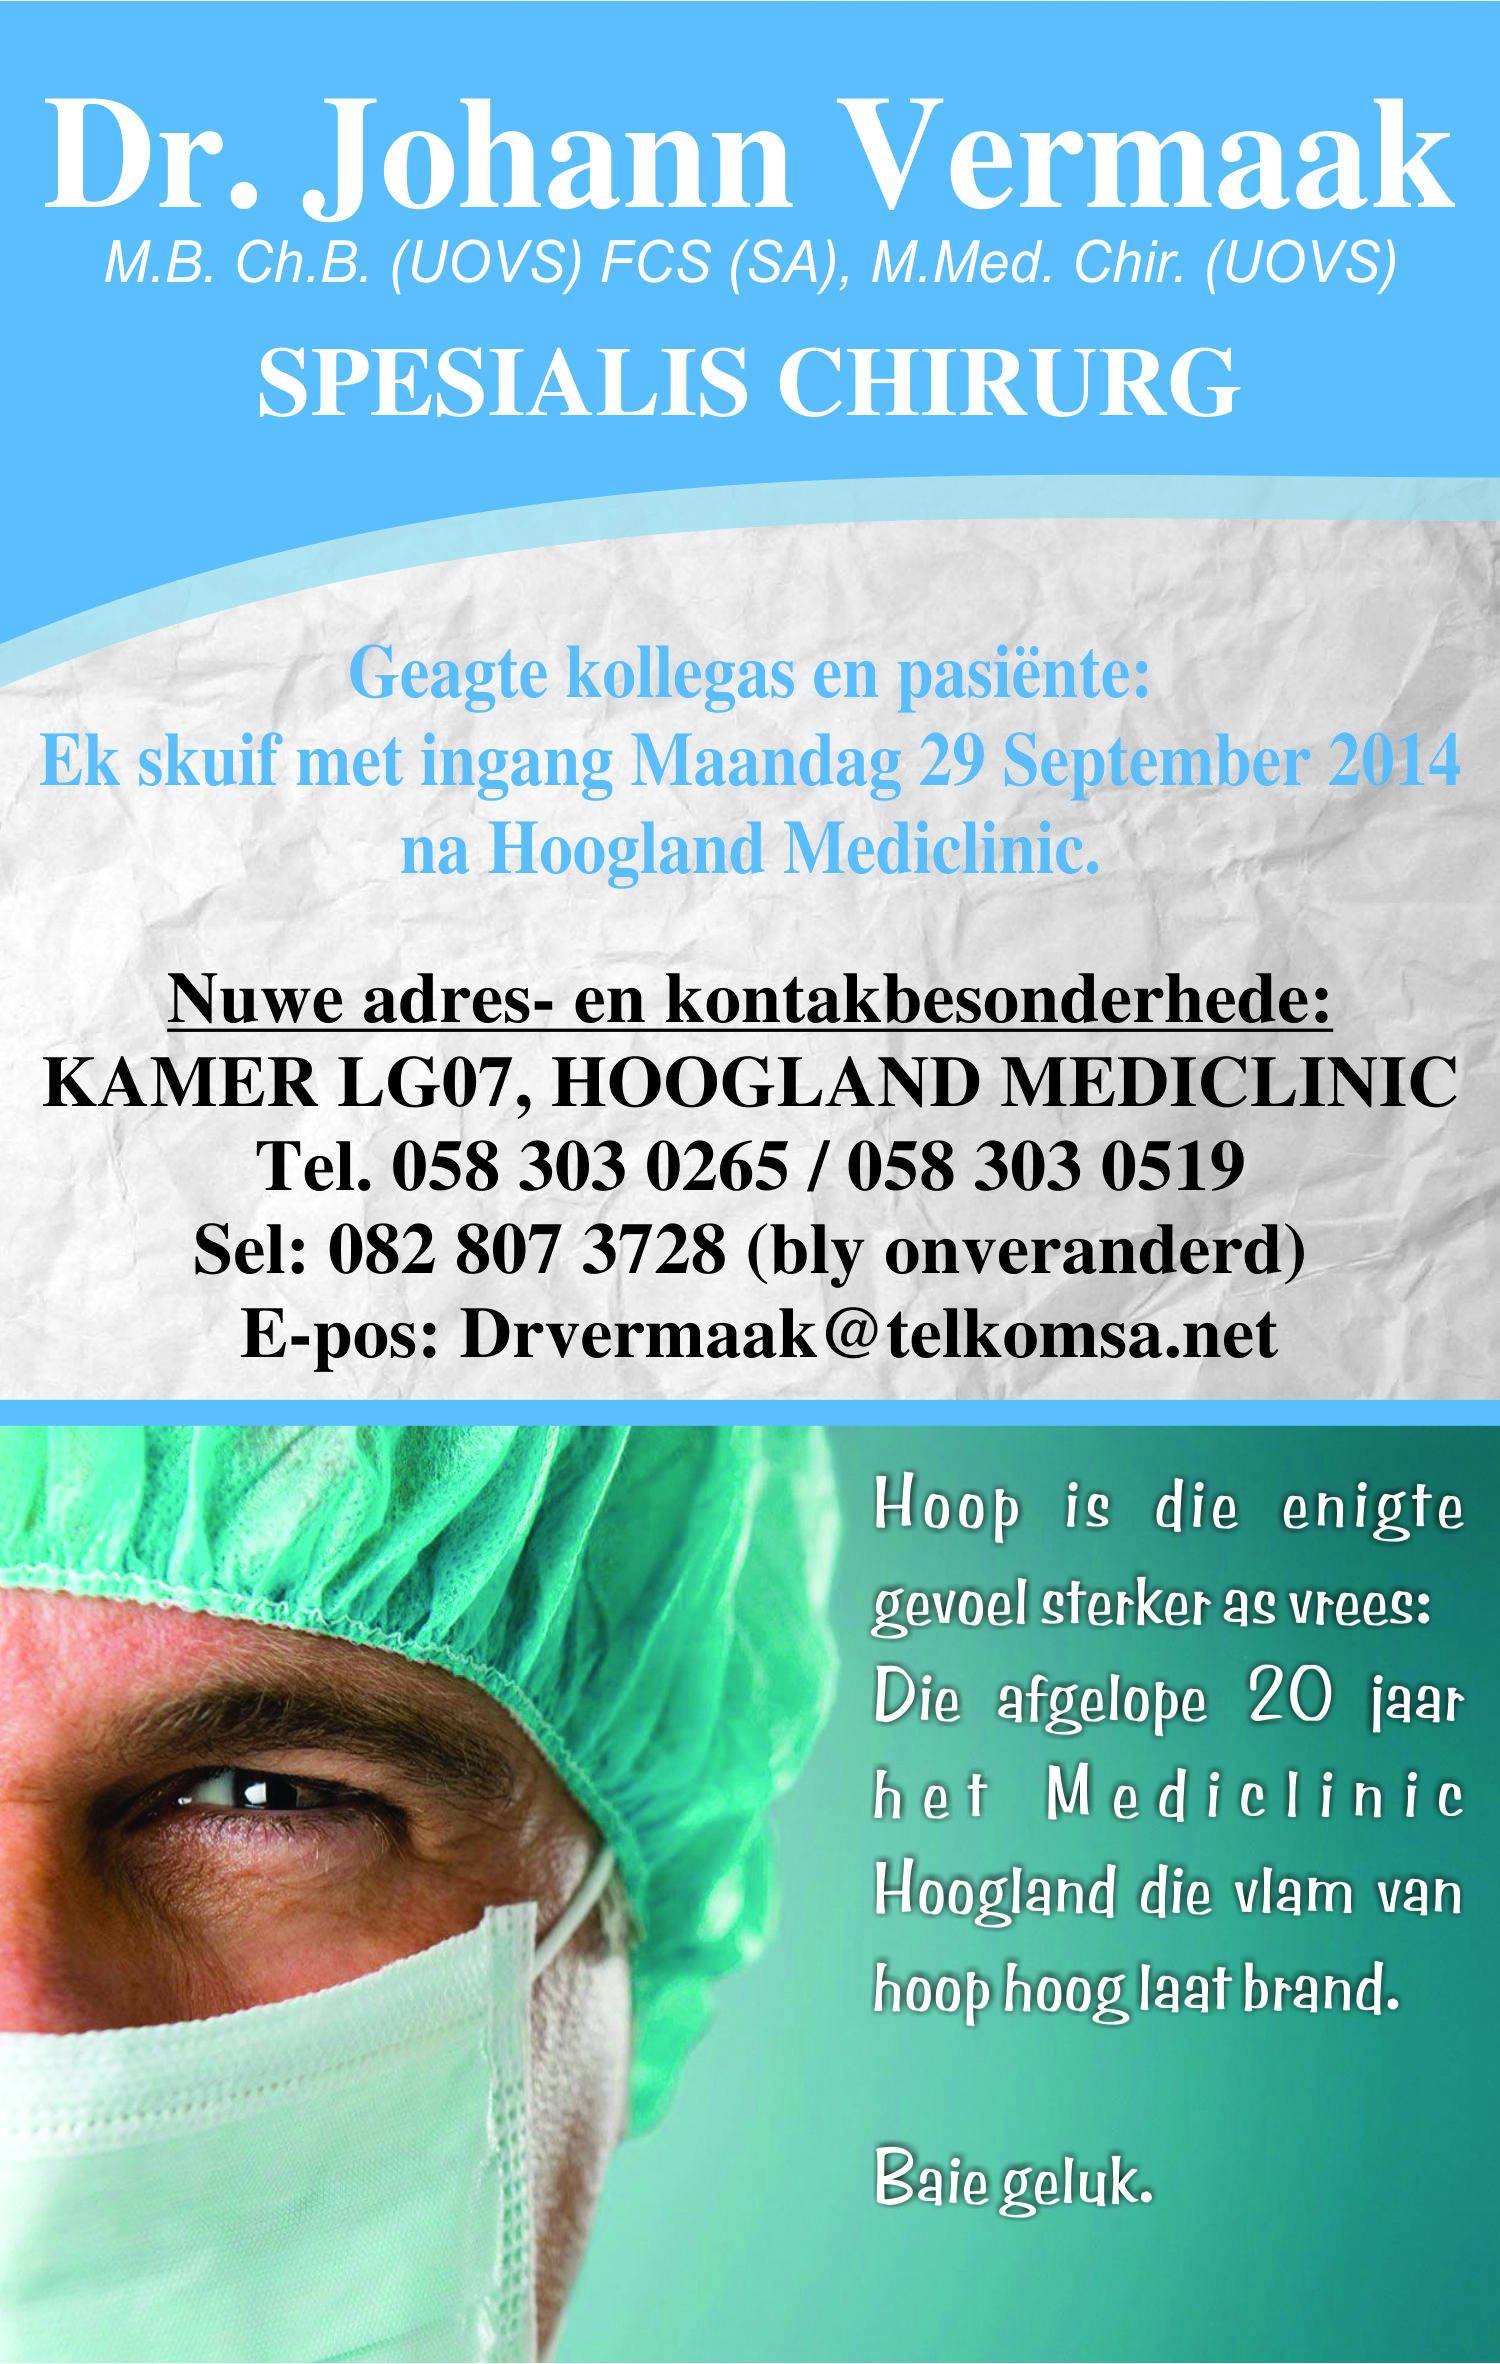 Dr. Johann Vermaak
M.B. Ch.B. (UOVS) FCS (SA), M.Med. Chir. (UOVS)
SPESIALIS CHIRURG
Geagte kollegas en pasiënte:
Ek skuif met ingang Maandag 29 September 2014
na Hoogland Mediclinic.
Nuwe adres- en kontakbesonderhede:
KAMER LG07, HOOGLAND MEDICLINIC
Tel. 058 303 0265 / 058 303 0519
Sel: 082 807 3728 (bly onveranderd)
E-pos: Drvermaak@telkomsa.net
Hoop is die enigte
gevoel sterker as vrees:
Die afgelope 20 jaar
het Mediclinic
Hoogland die vlam van
hoop hoog laat brand.
Baie geluk.